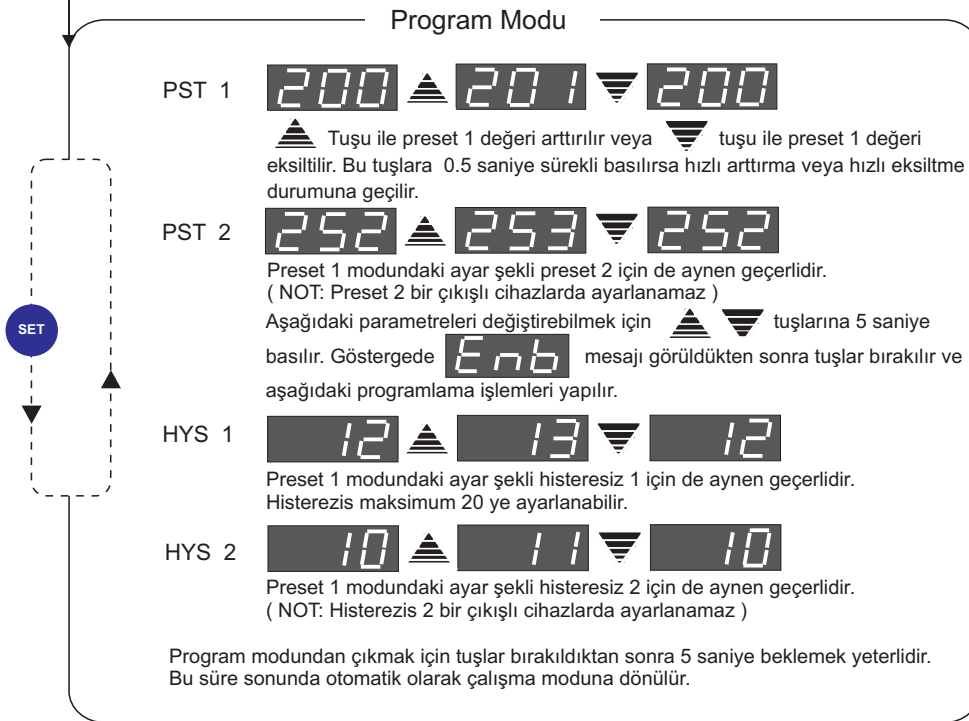 Program Modu
PST 1 200 201 200
Tuşu ile preset 1 değeri arttırılır veya tuşu ile preset 1 değeri
eksiltilir. Bu tuşlara 0.5 saniye sürekli basılırsa hızlı arttırma veya hızlı eksiltme
durumuna geçilir.
PST 2 252 253 252
Preset 1 modundaki ayar şekli preset 2 için de aynen geçerlidir.
( NOT: Preset 2 bir çıkışlı cihazlarda ayarlanamaz )
SET
Aşağıdaki parametreleri değiştirebilmek için tuşlarına 5 saniye
basılır. Göstergede Enb mesajı görüldükten sonra tuşlar bırakılır ve
aşağıdaki programlama işlemleri yapılır.
HYS 1 12 13 12
Preset 1 modundaki ayar şekli histeresiz 1 için de aynen geçerlidir.
Histerezis maksimum 20 ye ayarlanabilir.
HYS 2 10 11 10
Preset 1 modundaki ayar şekli histeresiz 2 için de aynen geçerlidir.
( NOT: Histerezis 2 bir çıkışlı cihazlarda ayarlanamaz )
Program modundan çıkmak için tuşlar bırakıldıktan sonra 5 saniye beklemek yeterlidir.
Bu süre sonunda otomatik olarak çalışma moduna dönülür.